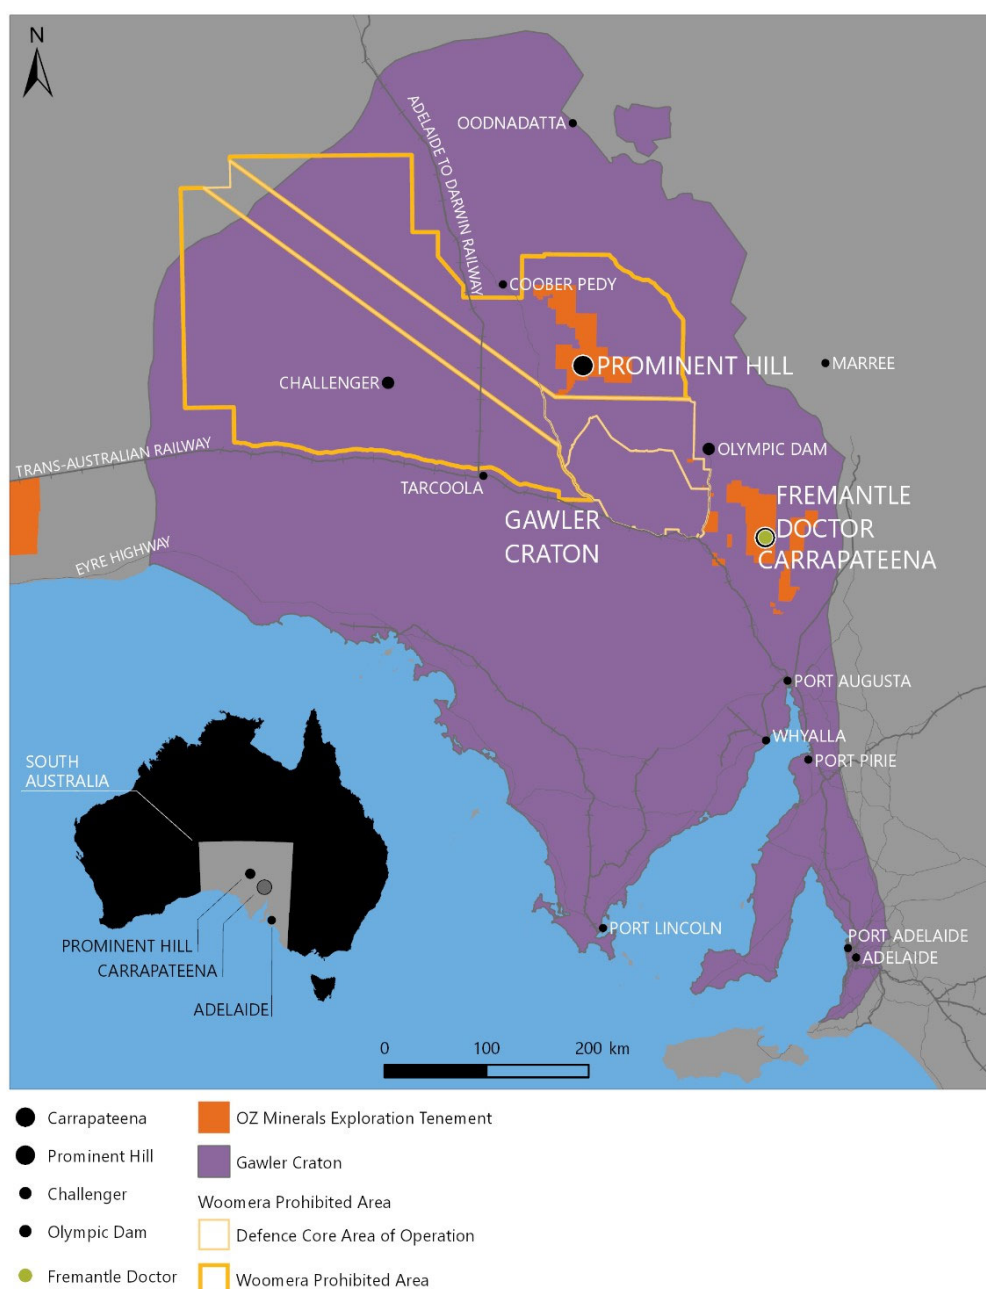 N
OODNADATTA
ADELAIDE TO DARWIN RAILWAY
COOBER PEDY
PROMINENT HILL
MARREE
CHALLENGER
OLYMPIC DAM
TRANS-AUSTRALIAN RAILWAY
TARCOOLA
GAWLER
CRATON
FREMANTLE
DOCTOR
CARRAPATEENA
EYRE HIGHWAY
PORT AUGUSTA
WHYALLA
PORT PIRIE
SOUTH
AUSTRALIA
PORT LINCOLN
PORT ADELAIDE
ADELAIDE
PROMINENT HILL
CARRAPATEENA
ADELAIDE
0 100 200 km
Carrapateena
Prominent Hill
Challenger
Olympic Dam
Fremantle Doctor
OZ Minerals Exploration Tenement
Gawler Craton
Woomera Prohibited Area
Defence Core Area of Operation
Woomera Prohibited Area